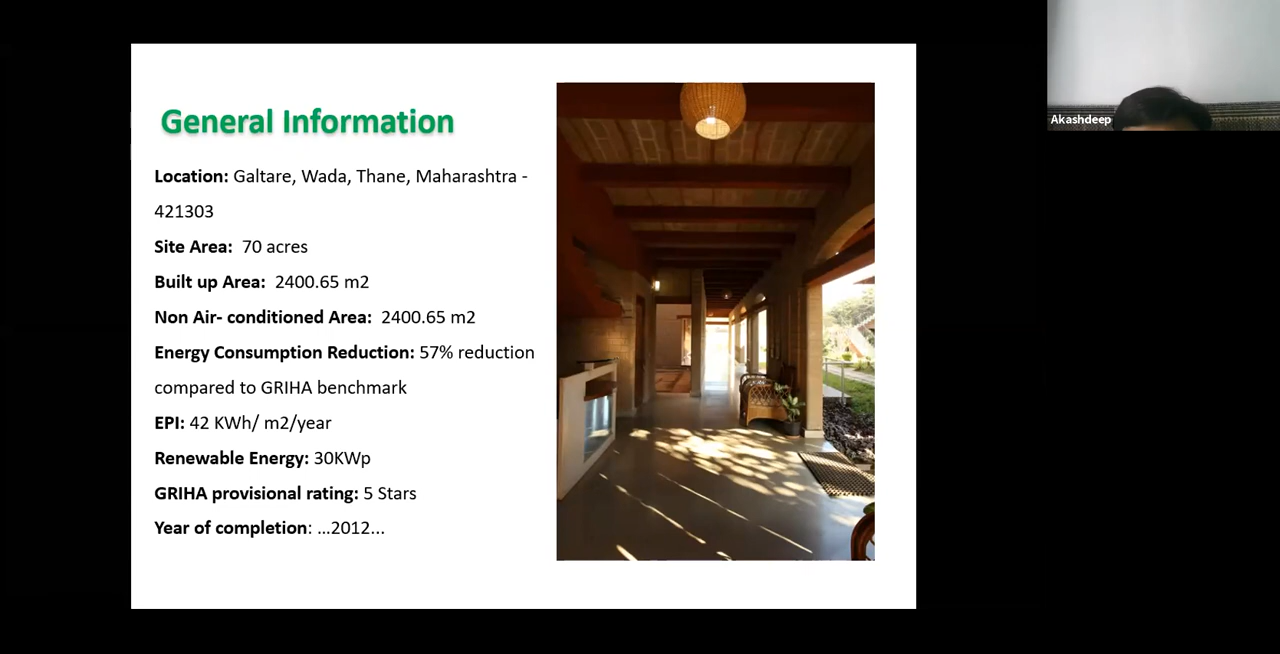 General Information
Location: Galtare, Wada, Thane, Maharashtra -
421303
Site Area:  70 acres
Built up Area:  2400.65 m2
Non Air- conditioned Area:  2400.65 m2
Energy Consumption Reduction: 57% reduction
compared to GRIHA benchmark
EPI: 42 KWh/ m2/year
Renewable Energy: 30KWp
GRIHA provisional rating: 5 Stars
Year of completion: ...2012...
Akashdeep